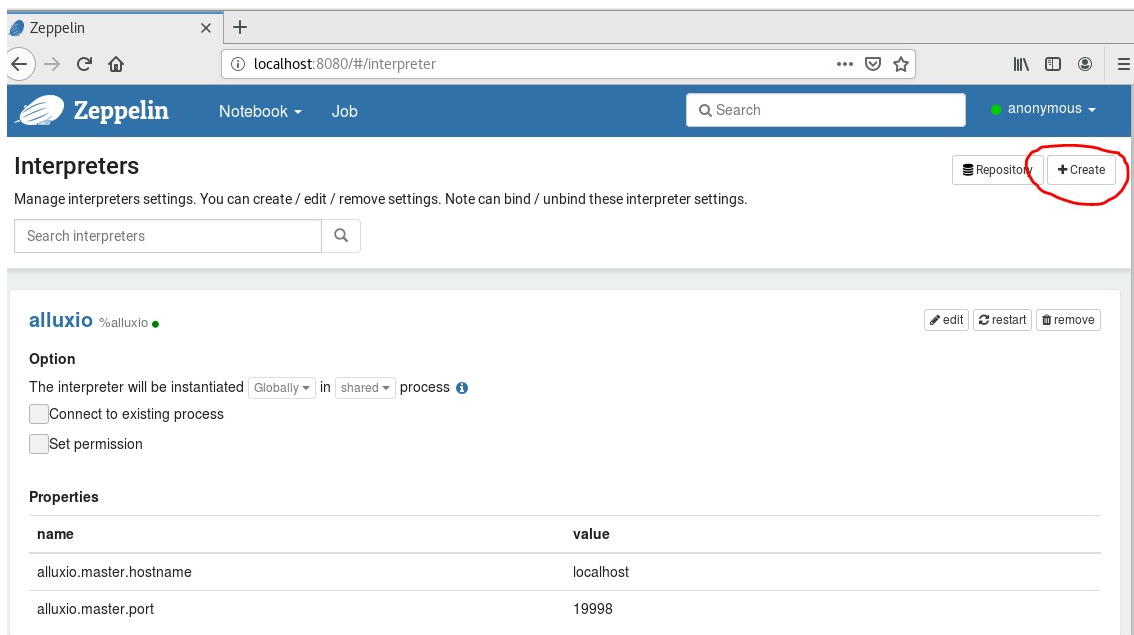 Zeppelin
localhost:8080/#/interpreter
Zeppelin Notebook Job Search anonymous
Interpreters
Repository Create
Manage interpreters settings. You can create / edit / remove settings. Note can bind / unbind these interpreter settings.
Search interpreters
alluxio %alluxio edit restart remove
Option
The interpreter will be instantiated Globally in shared process
Connect to existing process
Set permission
Properties
name value
alluxio.master.hostname localhost
alluxio.master.port 19998